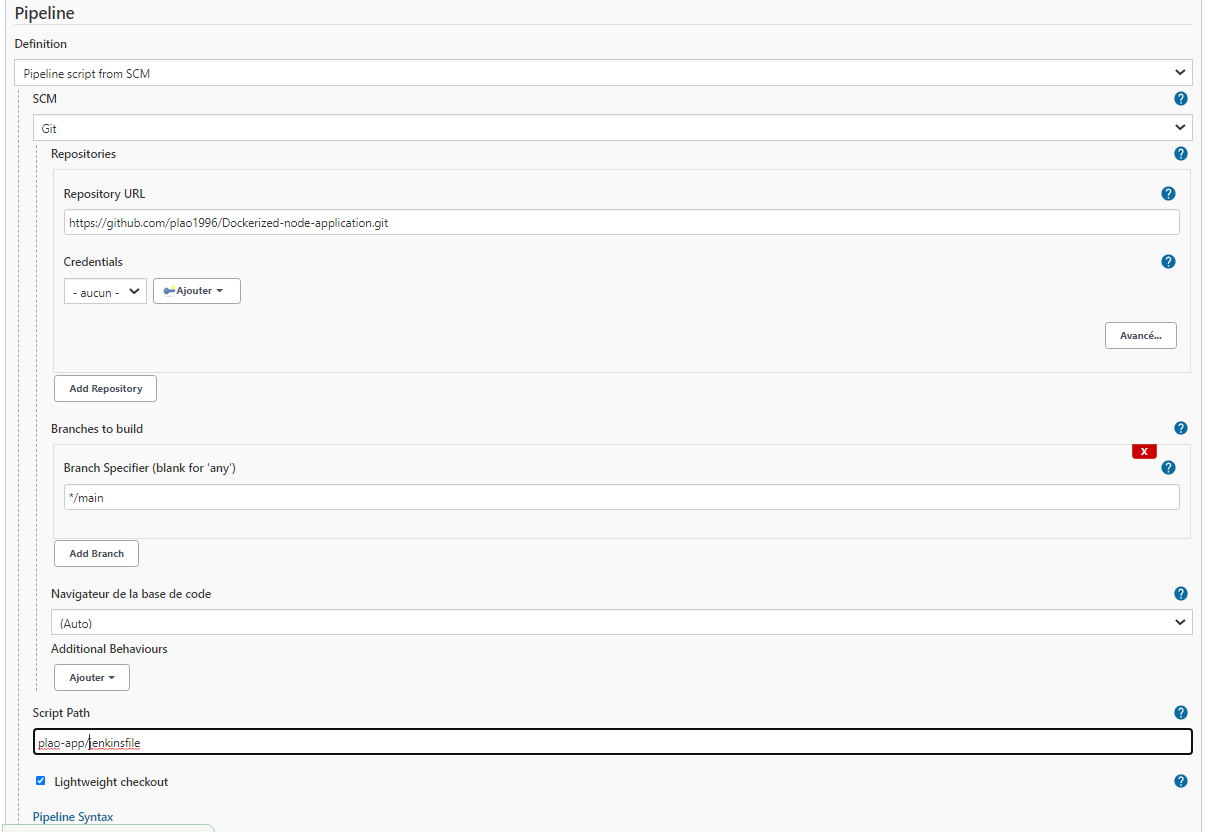 Pipeline
Definition
Pipeline script from SCM
SCM
?
Git
Repositories
?
Repository URL
?
https://github.com/plao1996/Dockerized-node-application.git
Credentials
?
- aucun -
Ajouter
Avancé...
Add Repository
Branches to build
?
X
Branch Specifier (blank for 'any')
?
*/main
Add Branch
Navigateur de la base de code
?
(Auto)
Additional Behaviours
Ajouter
Script Path
?
plao-app/jenkinsfile
Lightweight checkout
?
Pipeline Syntax